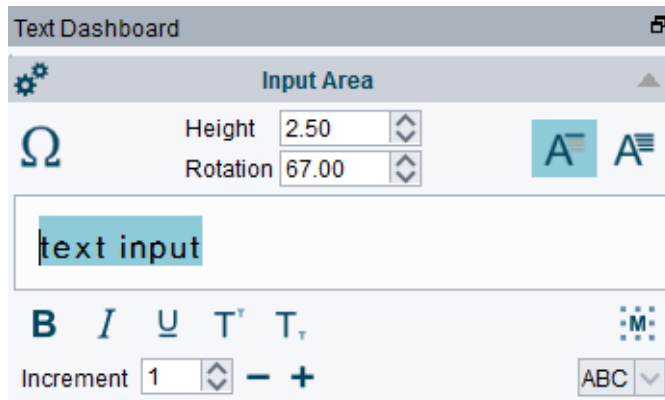 Text Dashboard
Input Area
Ω
Height 2.50
Rotation 67.00
A A
text input
B I U T T T T
M
Increment 1 − +
ABC